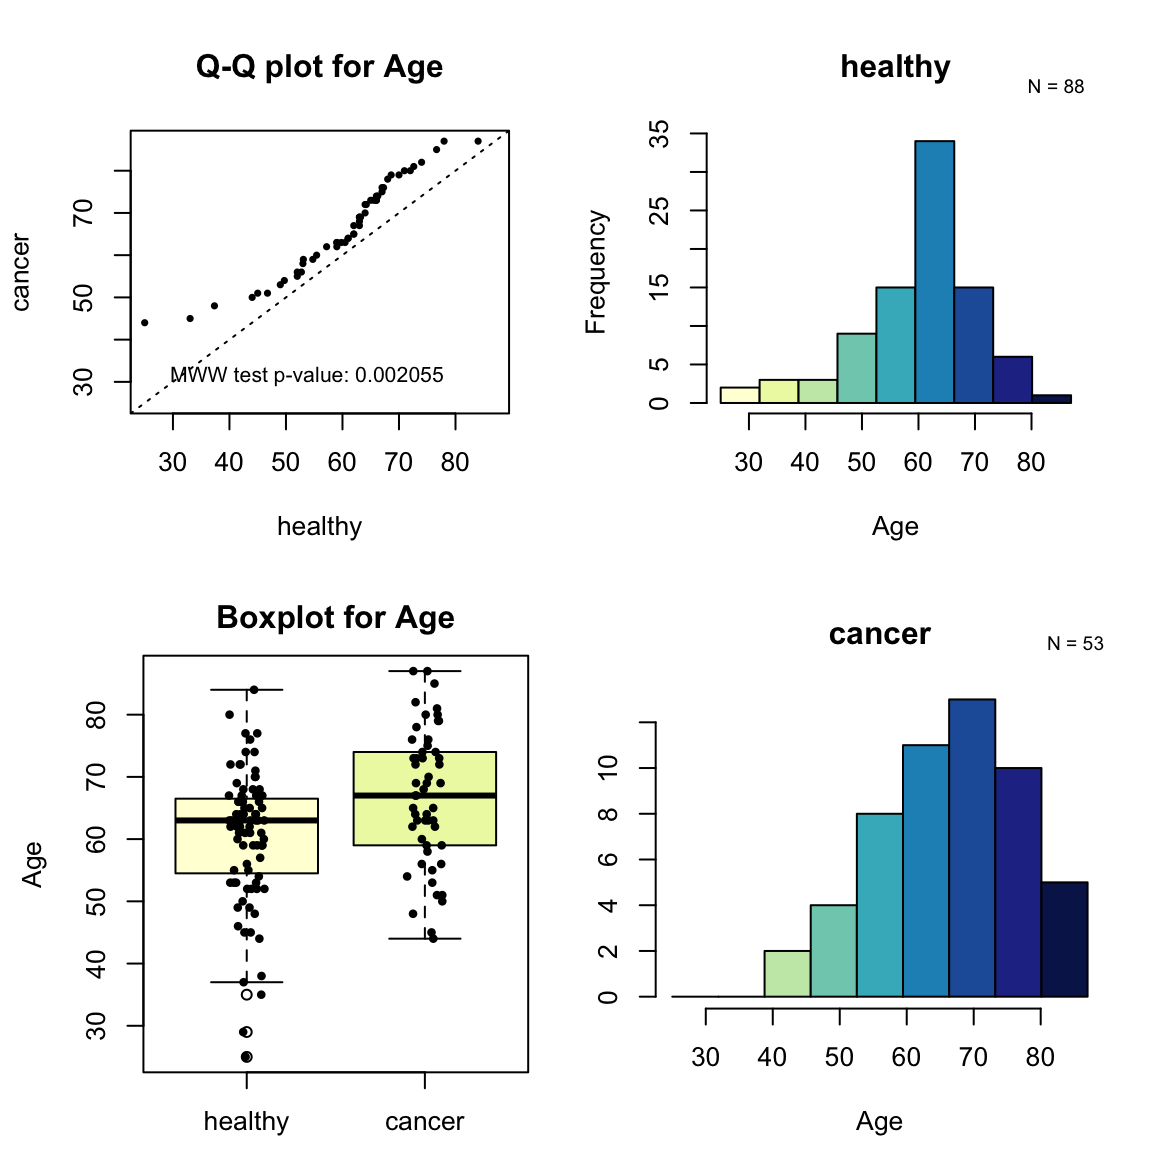 Q-Q plot for Age
cancer
70
50
30
MWW test p-value: 0.002055
30 40 50 60 70 80
healthy
healthy
N = 88
Frequency
35
25
15
5
0
30 40 50 60 70 80
Age
Boxplot for Age
Age
80
70
60
50
40
30
healthy cancer
cancer
N = 53
10
8
6
4
2
0
30 40 50 60 70 80
Age